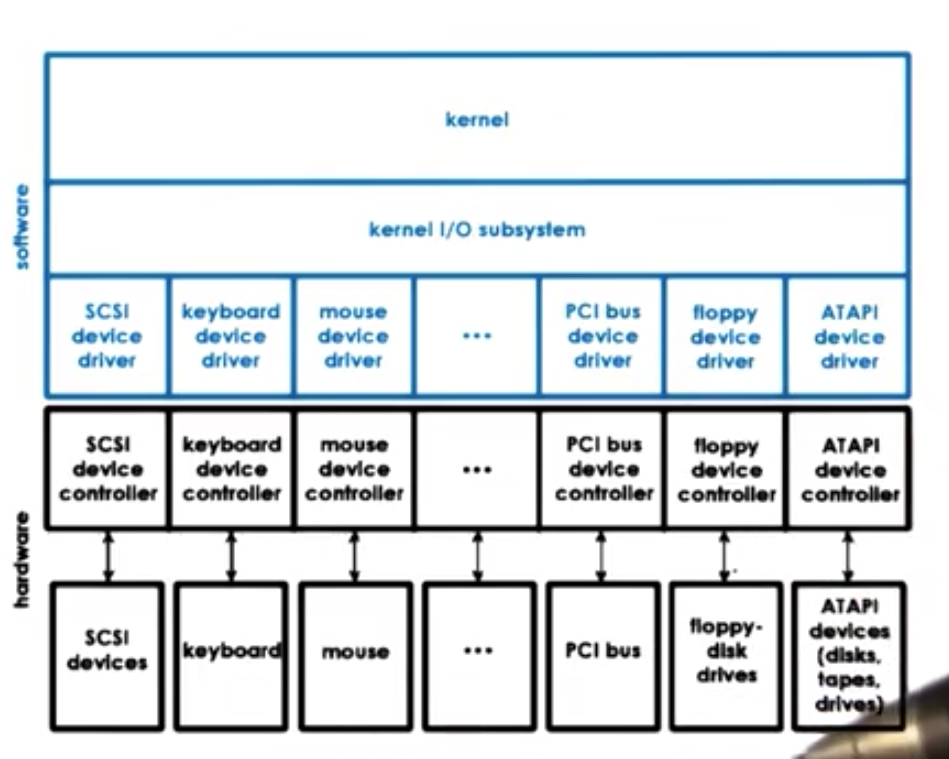 kernel
kernel I/O subsystem
software
SCSI
device
driver
keyboard
device
driver
mouse
device
driver
...
PCI bus
device
driver
floppy
device
driver
ATAPI
device
driver
SCSI
device
controller
keyboard
device
controller
mouse
device
controller
...
PCI bus
device
controller
floppy
device
controller
ATAPI
device
controller
hardware
SCSI
devices
keyboard
mouse
...
PCI bus
floppy-
disk
drives
ATAPI
devices
(disks,
tapes,
drives)